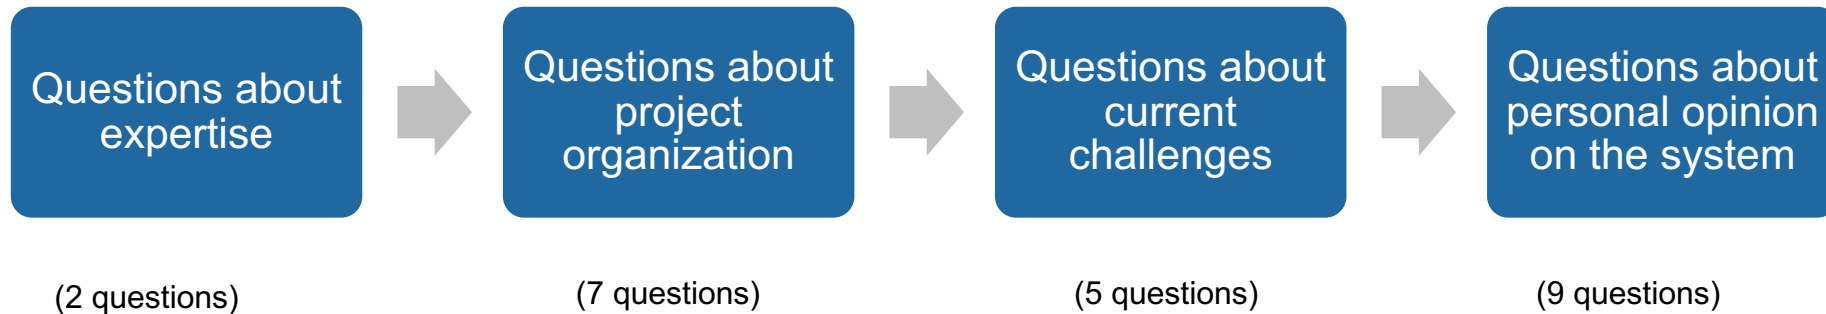 Questions about
expertise
Questions about
project
organization
Questions about
current
challenges
Questions about
personal opinion
on the system
(2 questions)
(7 questions)
(5 questions)
(9 questions)